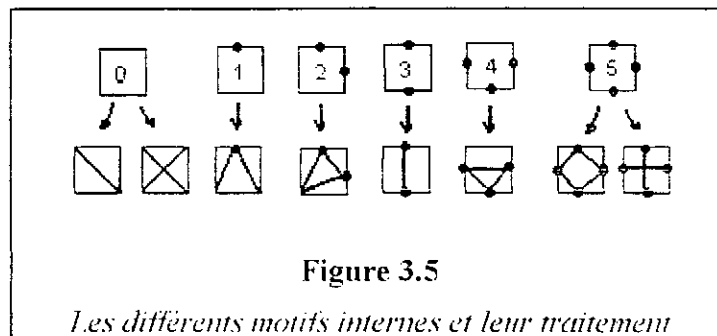 0 1 2 3 4 5
Figure 3.5
Les différents motifs internes et leur traitement